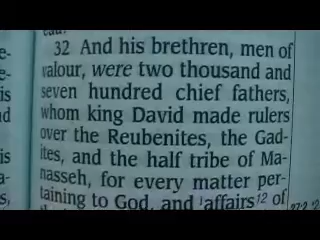 32 And his brethren, men of
valour, were two thousand and
seven hundred chief fathers,
whom king David made rulers
over the Reubenites, the Gad-
ites, and the half tribe of Ma-
nasseh, for every matter per-
taining to God, and ¹affairs¹² of